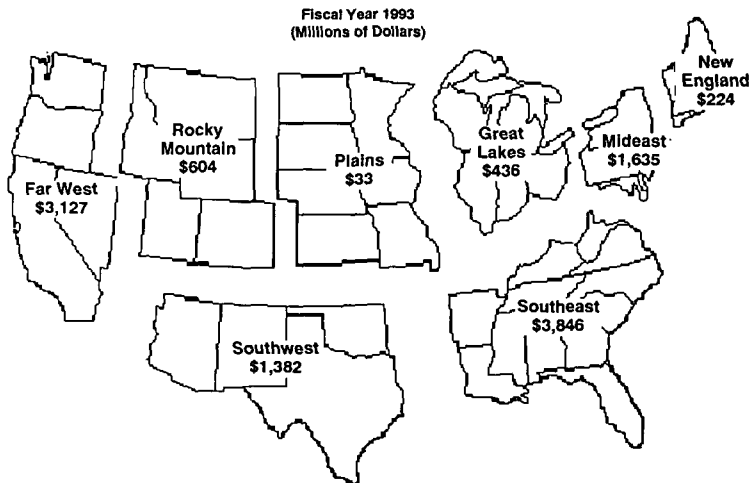 Fiscal Year 1993
(Millions of Dollars)
New
England
$224
Rocky
Mountain
$604
Great
Lakes
$436
Mideast
$1,635
Plains
$33
Far West
$3,127
Southeast
$3,846
Southwest
$1,382